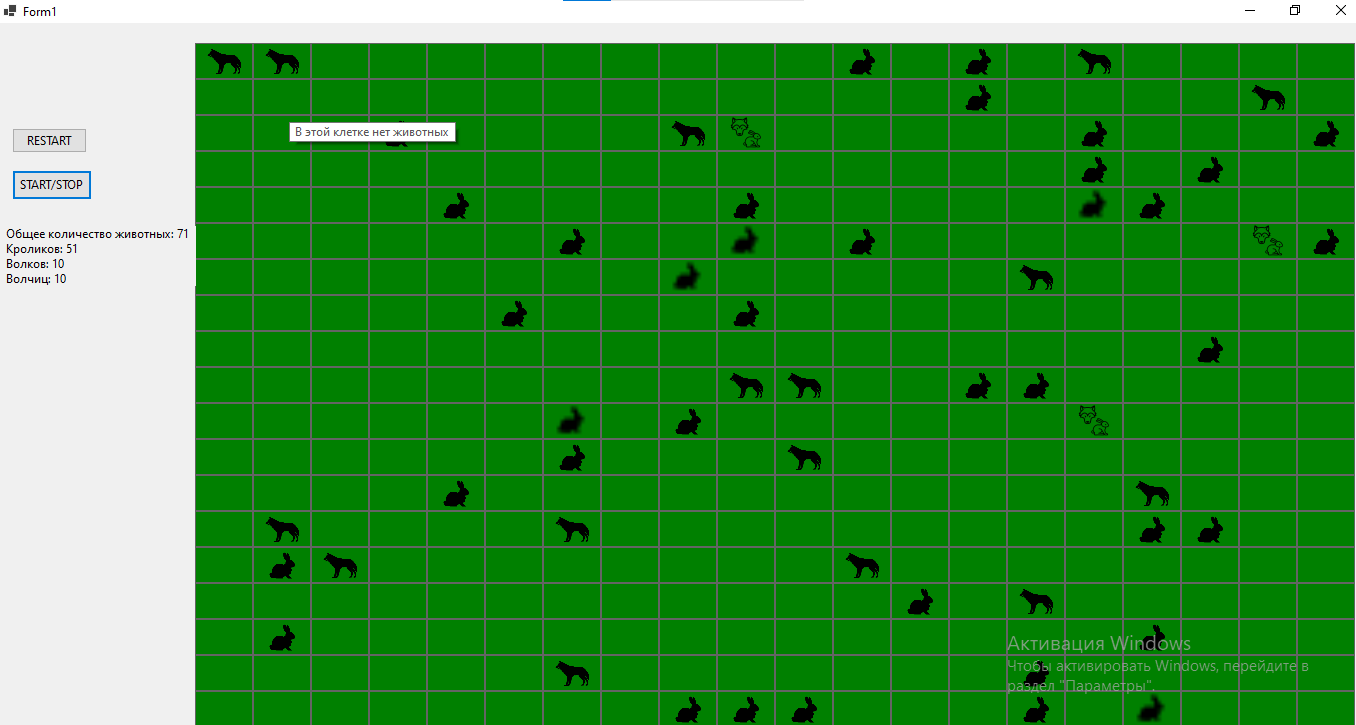 Form1
В этой клетке нет животных
RESTART
START/STOP
Общее количество животных: 71
Кроликов: 51
Волков: 10
Волчиц: 10
Активация Windows
Чтобы активировать Windows, перейдите в
раздел "Параметры".